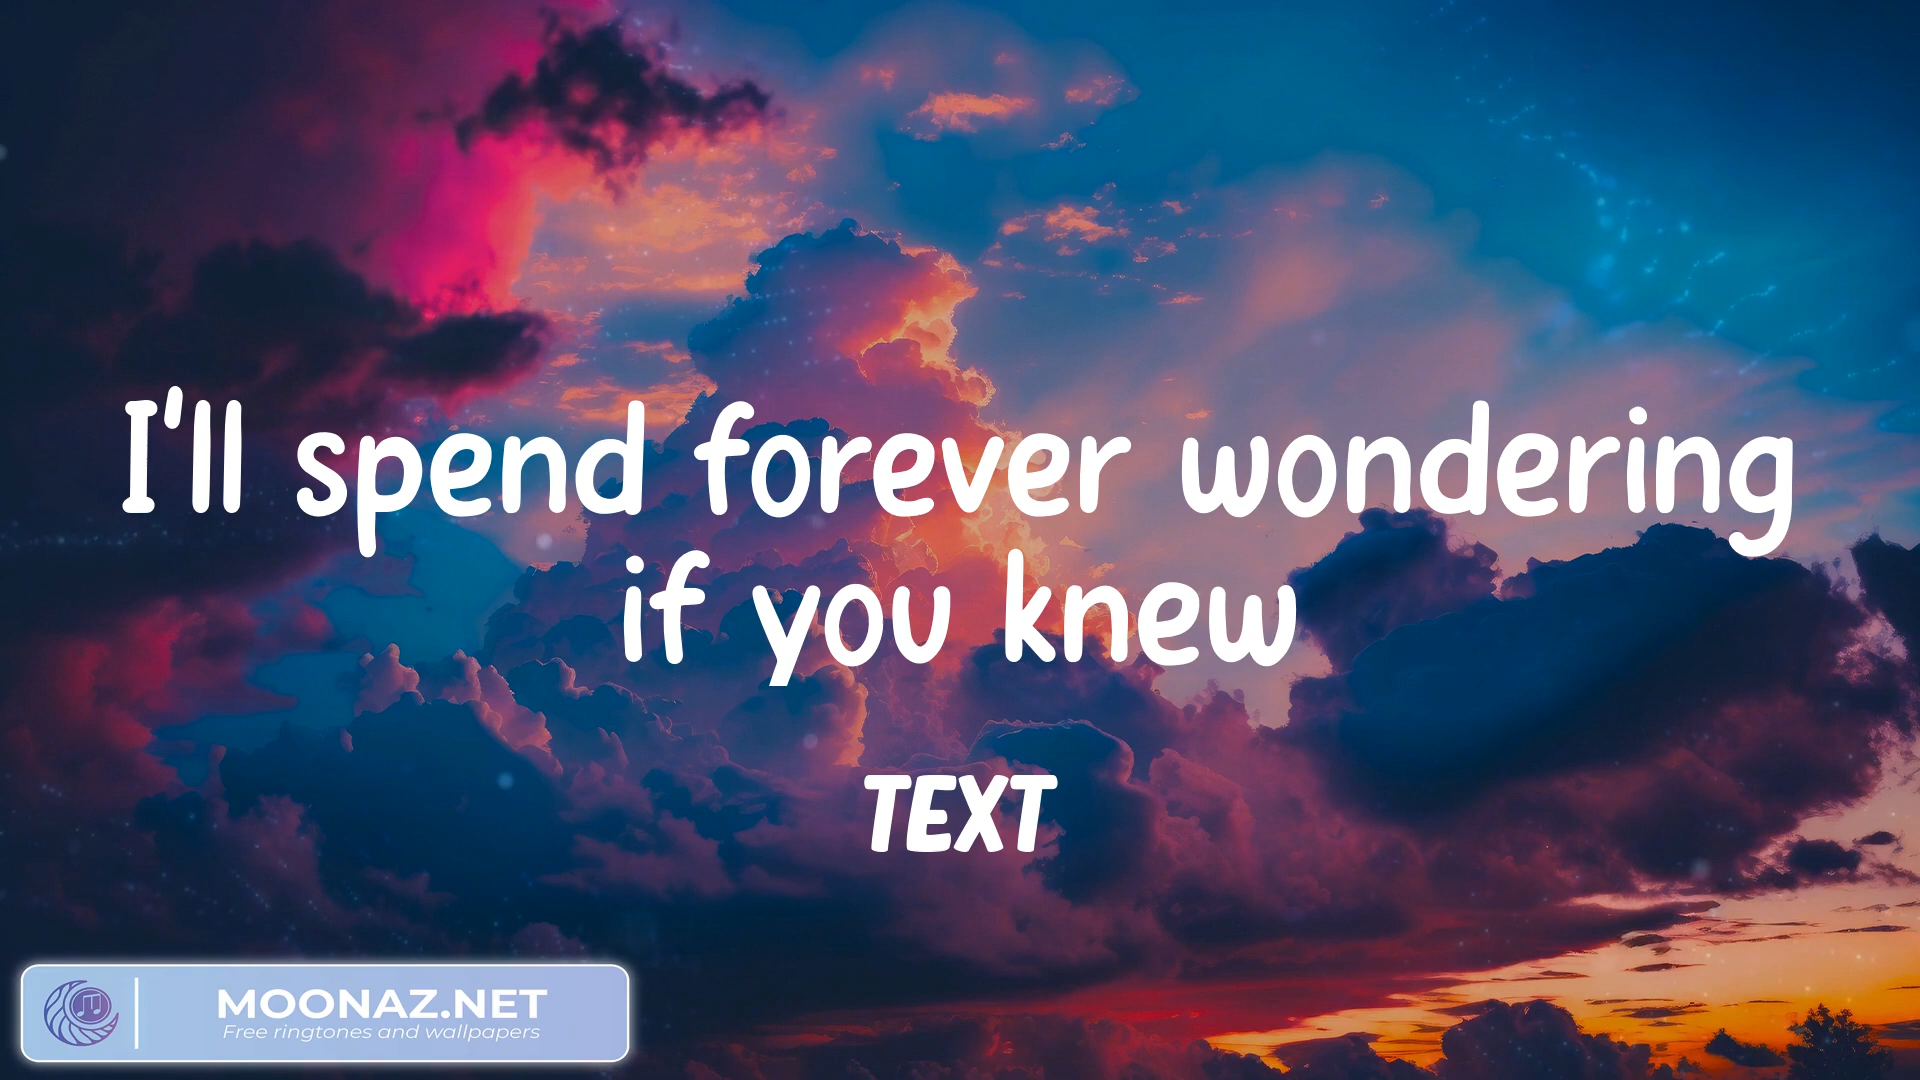 I'll spend forever wondering
if you knew
TEXT
MOONAZ.NET
Free ringtones and wallpapers